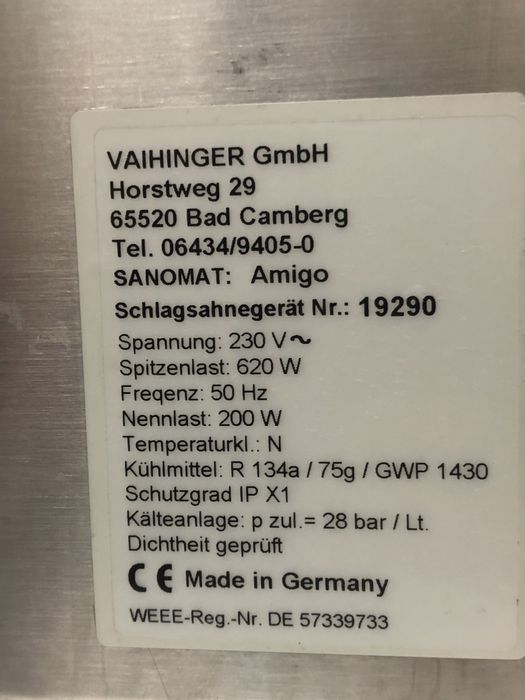 VAIHINGER GmbH
Horstweg 29
65520 Bad Camberg
Tel. 06434/9405-0
SANOMAT: Amigo
Schlagsahnegerät Nr.: 19290
Spannung: 230 V~
Spitzenlast: 620 W
Freqenz: 50 Hz
Nennlast: 200 W
Temperaturkl.: N
Kühlmittel: R 134a / 75g / GWP 1430
Schutzgrad IP X1
Kälteanlage: p zul.= 28 bar / Lt.
Dichtheit geprüft
CE Made in Germany
WEEE-Reg.-Nr. DE 57339733